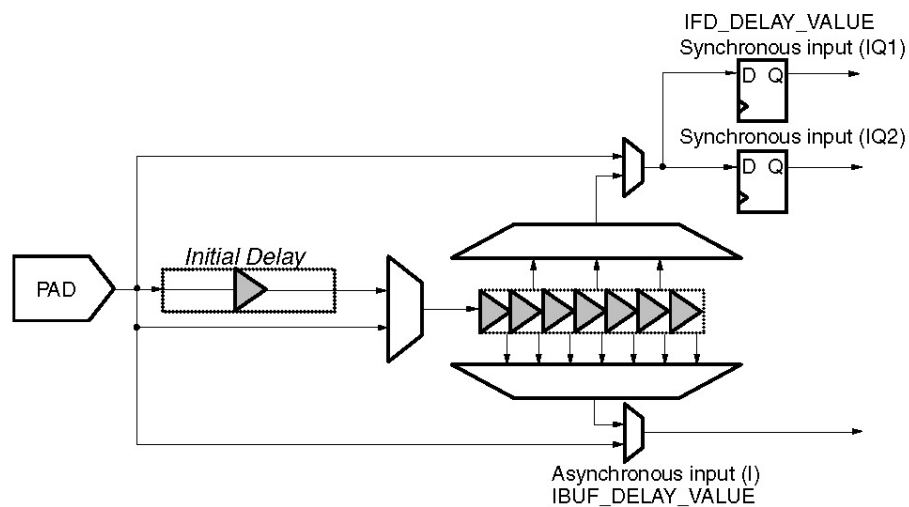 IFD_DELAY_VALUE
Synchronous input (IQ1)
D Q
Synchronous input (IQ2)
D Q
Initial Delay
PAD
Asynchronous input (I)
IBUF_DELAY_VALUE